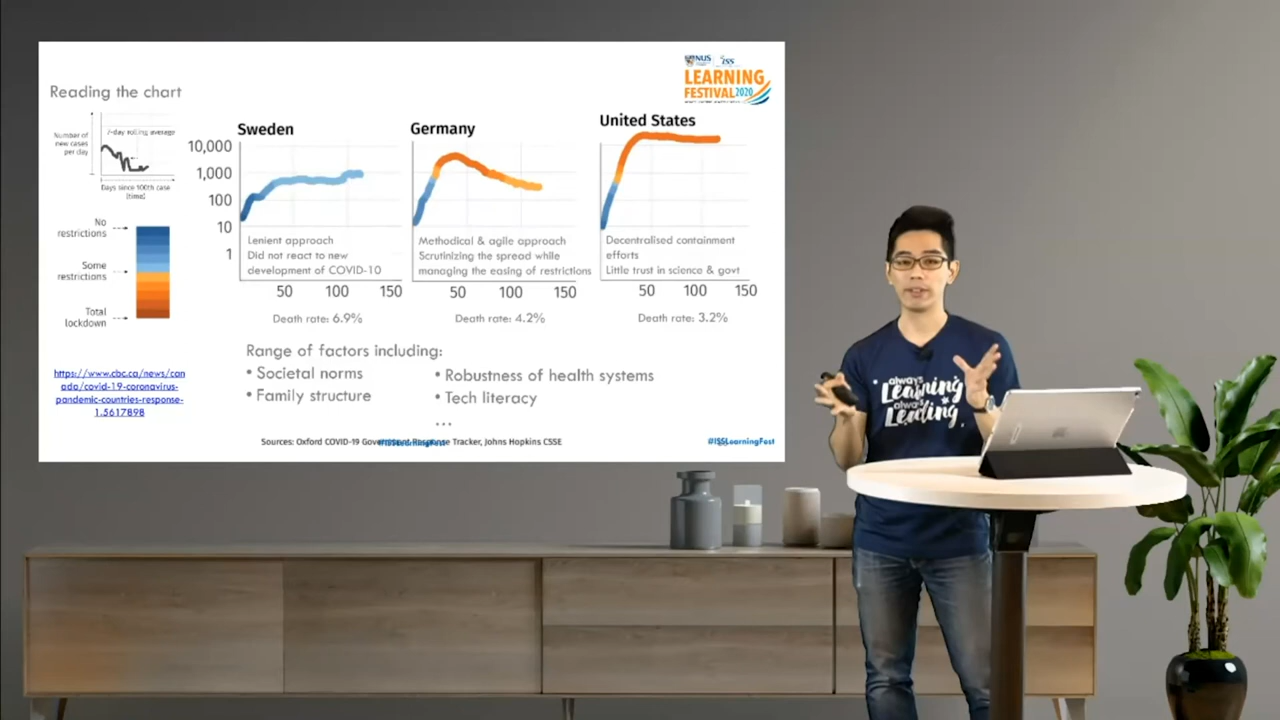 NUS
ISS
LEARNING
FESTIVAL 2020
Reading the chart
Number of
new cases
per day
7-day rolling average
Days since 100th case
[time]
No
restrictions
Some
restrictions
Total
lockdown
https://www.cbc.ca/news/can
ada/covid-19-coronavirus-
pandemic-countries-response-
1.5617898
Sweden
10,000
1,000
100
10
1
Lenient approach
Did not react to new
development of COVID-10
50 100 150
Death rate: 6.9%
Germany
Methodical & agile approach
Scrutinizing the spread while
managing the easing of restrictions
50 100 150
Death rate: 4.2%
United States
Decentralised containment
efforts
Little trust in science & govt
50 100 150
Death rate: 3.2%
Range of factors including:
• Societal norms
• Family structure
• Robustness of health systems
• Tech literacy
...
Sources: Oxford COVID-19 Government Response Tracker, Johns Hopkins CSSE
#ISSLearningFest
#ISSLearningFest
always
Learning
always
Leading